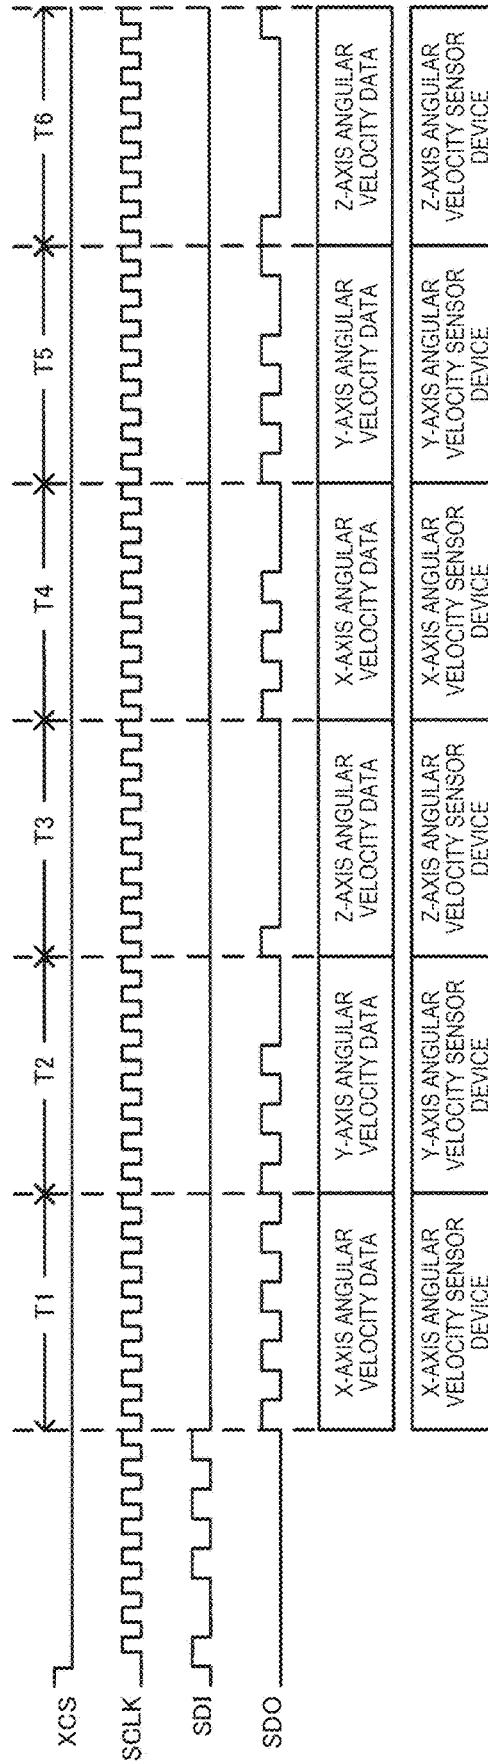 T1
T2
T3
T4
T5
T6
XCS
SCLK
SDI
SDO
X-AXIS ANGULAR
VELOCITY DATA
Y-AXIS ANGULAR
VELOCITY DATA
Z-AXIS ANGULAR
VELOCITY DATA
X-AXIS ANGULAR
VELOCITY DATA
Y-AXIS ANGULAR
VELOCITY DATA
Z-AXIS ANGULAR
VELOCITY DATA
X-AXIS ANGULAR
VELOCITY SENSOR
DEVICE
Y-AXIS ANGULAR
VELOCITY SENSOR
DEVICE
Z-AXIS ANGULAR
VELOCITY SENSOR
DEVICE
X-AXIS ANGULAR
VELOCITY SENSOR
DEVICE
Y-AXIS ANGULAR
VELOCITY SENSOR
DEVICE
Z-AXIS ANGULAR
VELOCITY SENSOR
DEVICE